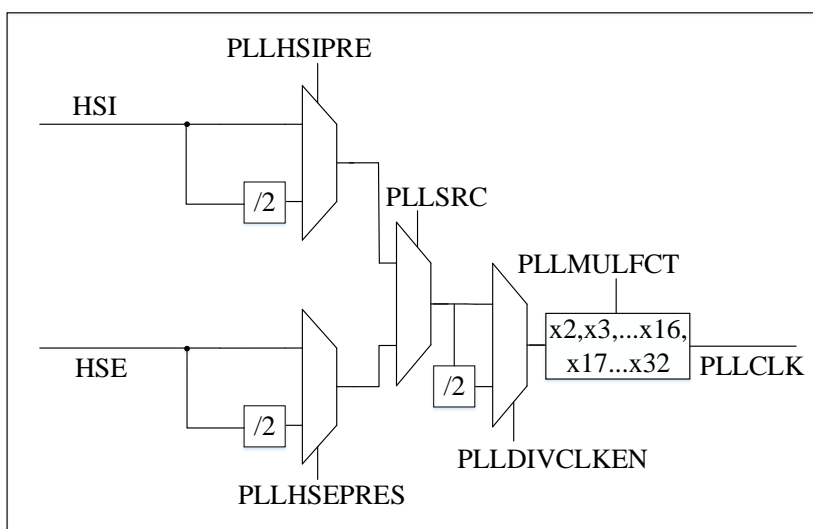 PLLHSIPRE
HSI
/2
PLLSRC
PLLMULFCT
x2,x3,...x16,
x17...x32
PLLCLK
HSE
/2
/2
PLLDIVCLKEN
PLLHSEPRES